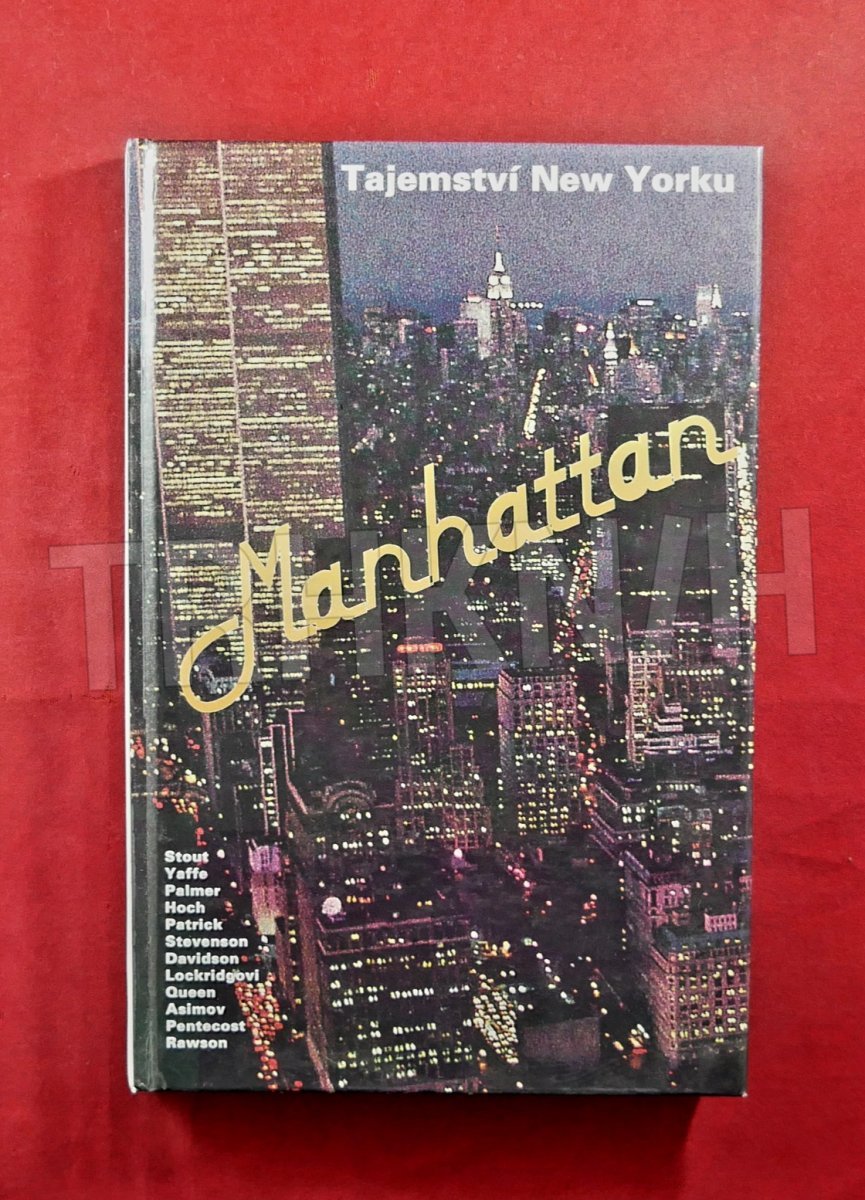 Tajemství New Yorku
Manhattan
Stout
Yaffe
Palmer
Hoch
Patrick
Stevenson
Davidson
Lockridgovi
Queen
Asimov
Pentecost
Rawson